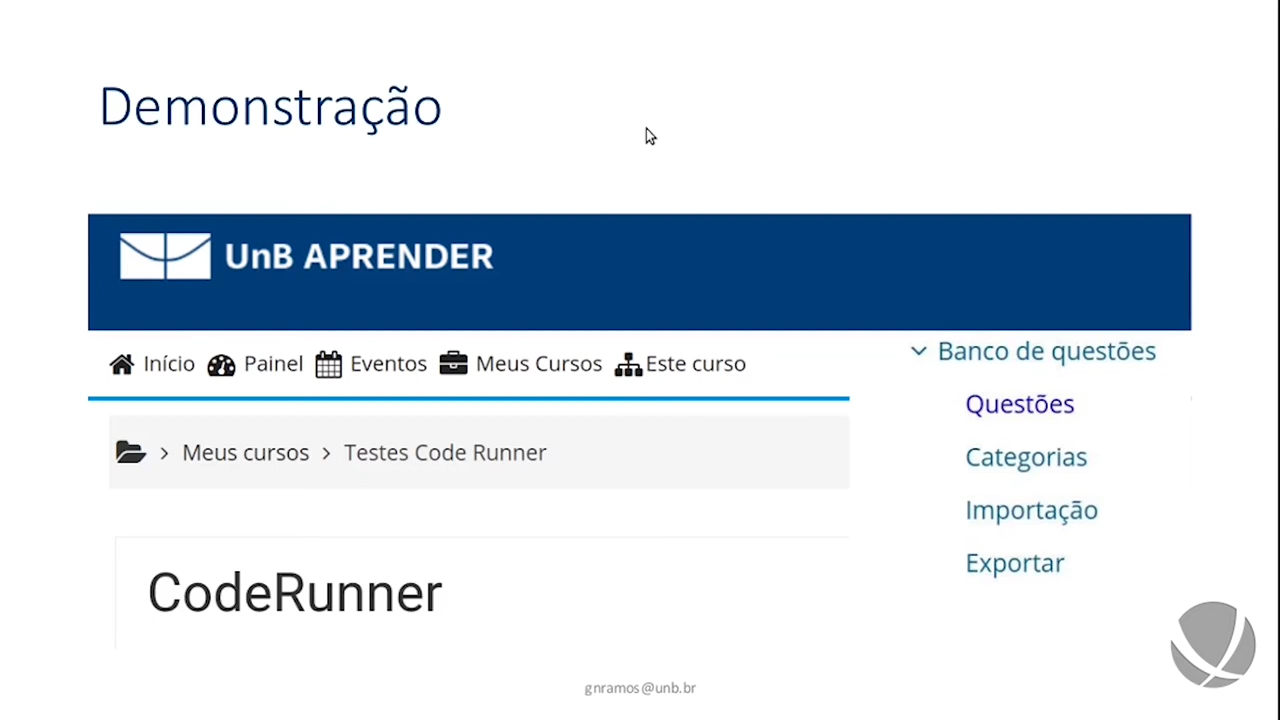 Demonstração
UnB APRENDER
Início Painel Eventos Meus Cursos Este curso
Meus cursos > Testes Code Runner
CodeRunner
Banco de questões
Questões
Categorias
Importação
Exportar
gnramos@unb.br